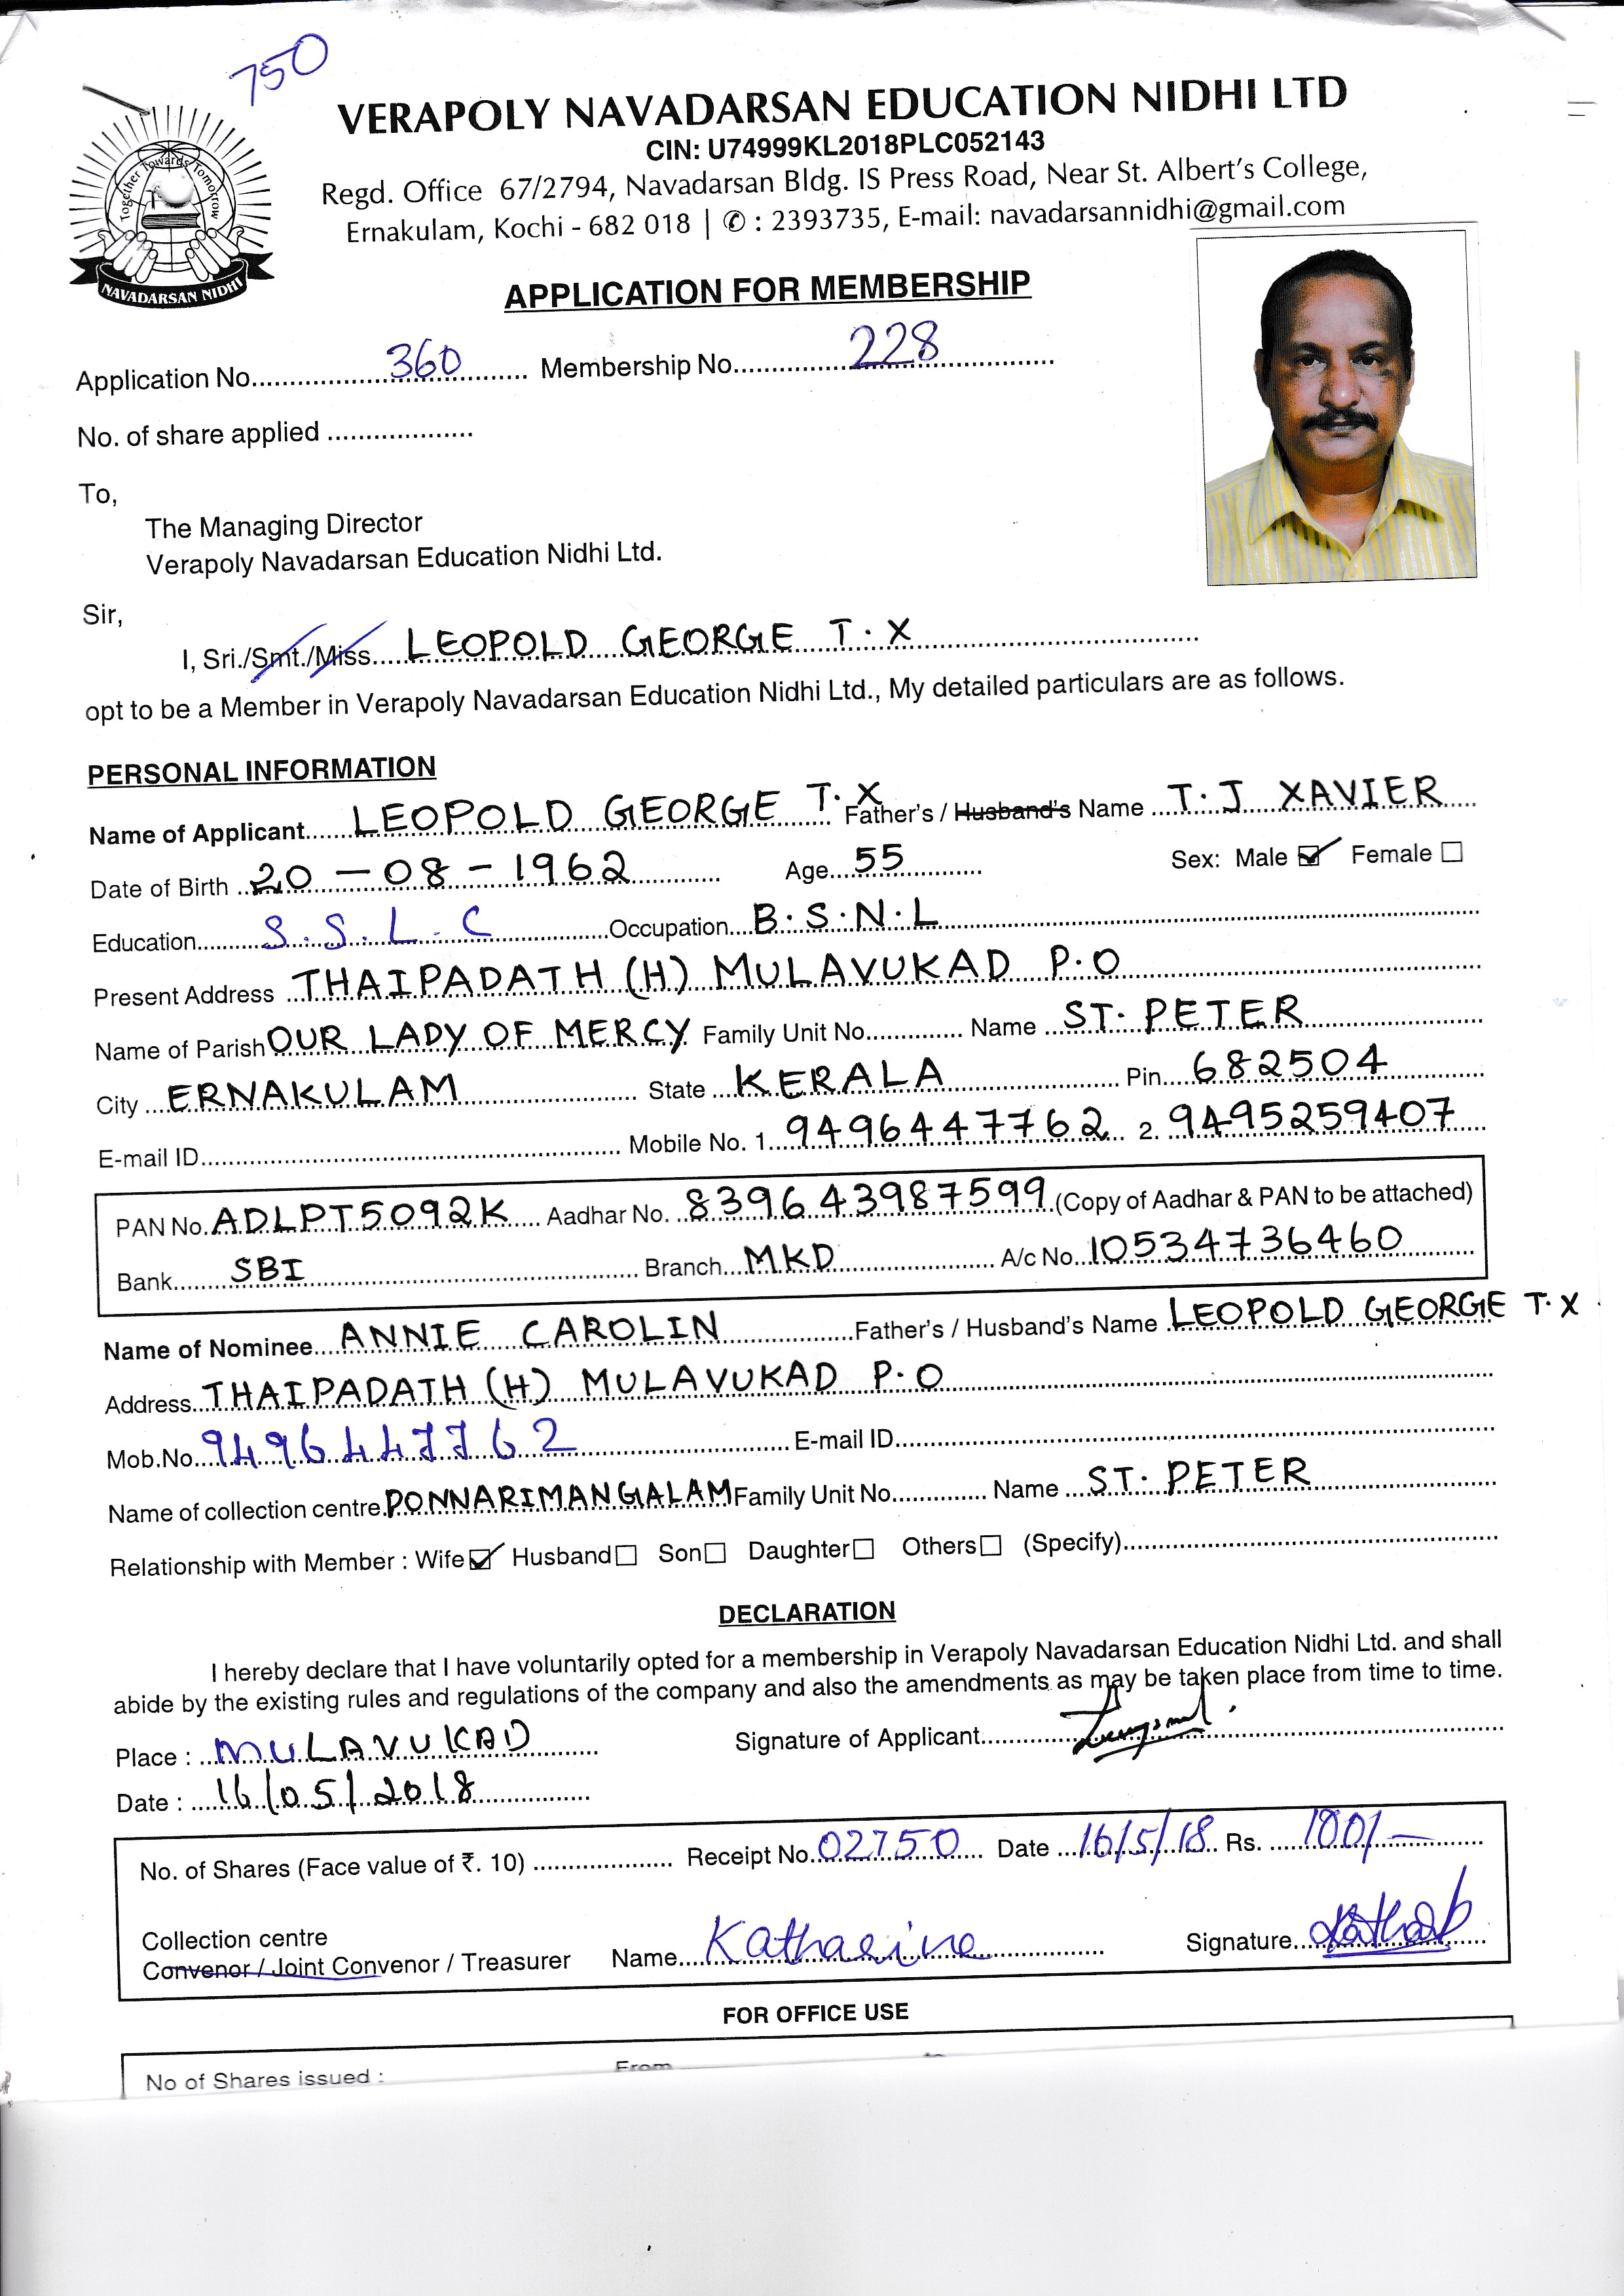 750
VERAPOLY NAVADARSAN EDUCATION NIDHI LTD
CIN: U74999KL2018PLC052143
Regd. Office 67/2794, Navadarsan Bldg. IS Press Road, Near St. Albert's College,
Ernakulam, Kochi - 682 018 | ✆ : 2393735, E-mail: navadarsannidhi@gmail.com
Together Towards Tomorrow
NAVADARSAN NIDHI
APPLICATION FOR MEMBERSHIP
Application No. 360 Membership No. 228
No. of share applied
To,
The Managing Director
Verapoly Navadarsan Education Nidhi Ltd.
Sir,
I, Sri./Smt./Miss. LEOPOLD GEORGE T. X
opt to be a Member in Verapoly Navadarsan Education Nidhi Ltd., My detailed particulars are as follows.
PERSONAL INFORMATION
Name of Applicant LEOPOLD GEORGE T. X Father's / Husband's Name T. J XAVIER
Date of Birth 20 - 08 - 1962 Age 55 Sex: Male ☑ Female ☐
Education S. S. L. C Occupation B. S. N. L
Present Address THAIPADATH (H) MULAVUKAD P. O
Name of Parish OUR LADY OF MERCY Family Unit No. Name ST. PETER
City ERNAKULAM State KERALA Pin 682504
E-mail ID Mobile No. 1. 9496447762 2. 9495259407
PAN No. ADLPT5092K Aadhar No. 839643987599 (Copy of Aadhar & PAN to be attached)
Bank SBI Branch MKD A/c No. 10534736460
Name of Nominee ANNIE CAROLIN Father's / Husband's Name LEOPOLD GEORGE T. X
Address THAIPADATH (H) MULAVUKAD P. O
Mob.No. 9496447762 E-mail ID
Name of collection centre PONNARIMANGALAM Family Unit No. Name ST. PETER
Relationship with Member : Wife ☑ Husband ☐ Son ☐ Daughter ☐ Others ☐ (Specify)
DECLARATION
I hereby declare that I have voluntarily opted for a membership in Verapoly Navadarsan Education Nidhi Ltd. and shall
abide by the existing rules and regulations of the company and also the amendments as may be taken place from time to time.
Place : MULAVUKAD Signature of Applicant
Date : 16/05/2018
No. of Shares (Face value of ₹. 10) Receipt No. 02750 Date 16/5/18 Rs. 100/-
Collection centre
Convenor / Joint Convenor / Treasurer Name Katharine Signature
FOR OFFICE USE
No of Shares issued : From to